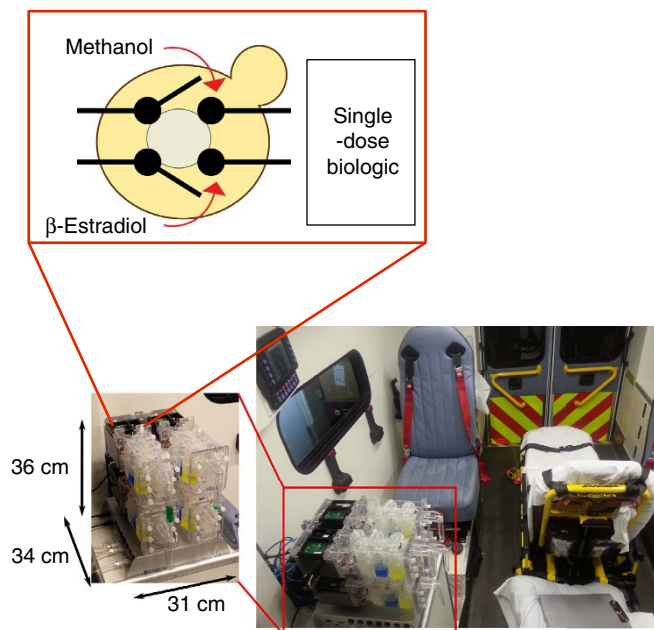 Methanol
Single
-dose
biologic
β-Estradiol
36 cm
34 cm
31 cm